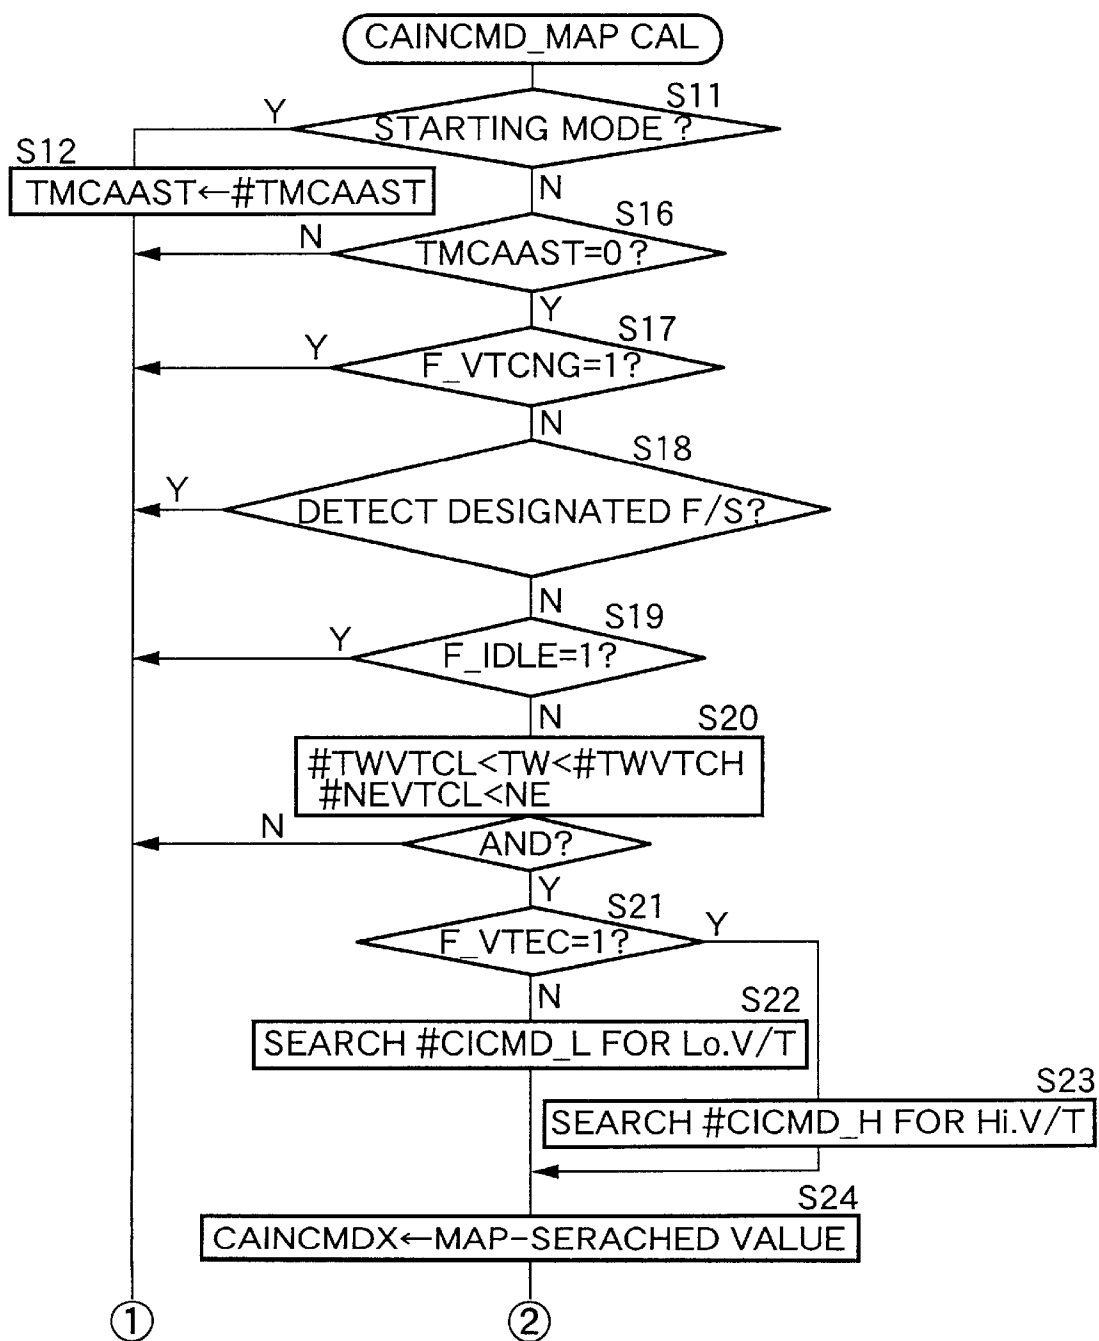 CAINCMD_MAP CAL
S11
Y
STARTING MODE?
S12
TMCAAST←#TMCAAST
N
S16
N
TMCAAST=0?
Y
S17
Y
F_VTCNG=1?
N
S18
Y
DETECT DESIGNATED F/S?
N
S19
Y
F_IDLE=1?
N
S20
#TWVTCL<TW<#TWVTCH
#NEVTCL<NE
N
AND?
Y
S21
Y
F_VTEC=1?
N
S22
SEARCH #CICMD_L FOR Lo.V/T
S23
SEARCH #CICMD_H FOR Hi.V/T
S24
CAINCMDX←MAP-SERACHED VALUE
①
②